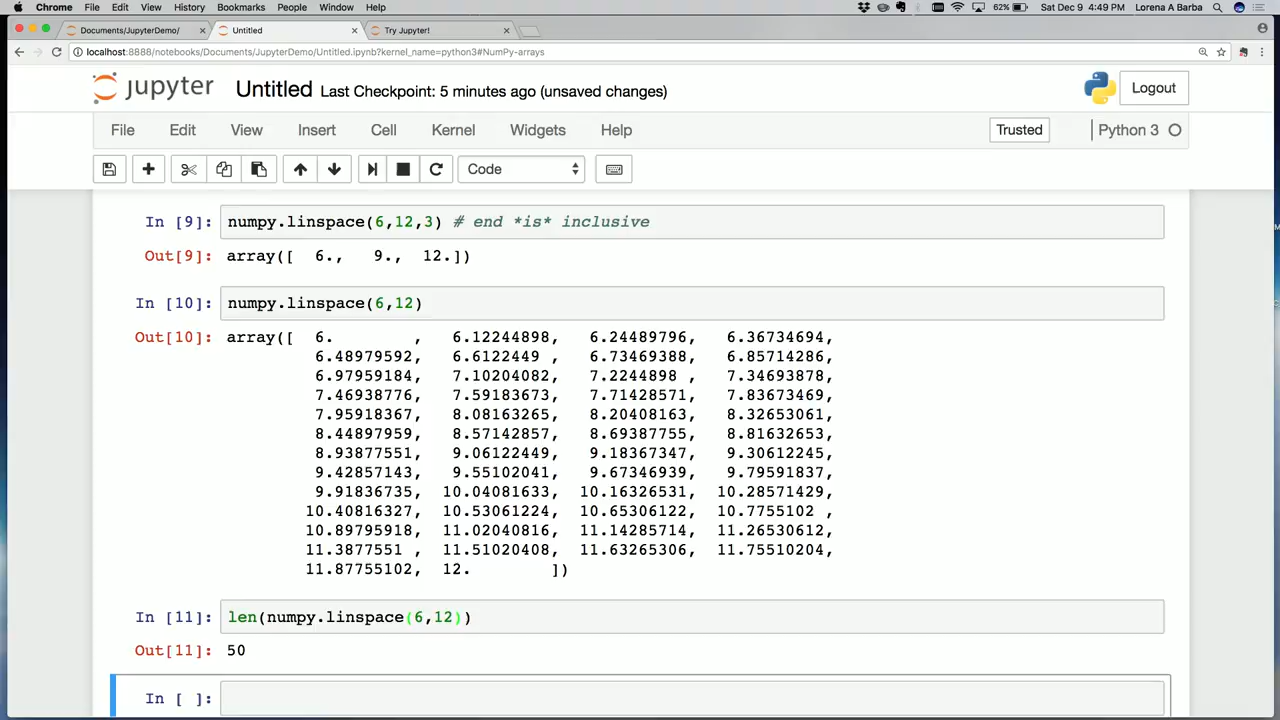 Chrome File Edit View History Bookmarks People Window Help 62% Sat Dec 9 4:49 PM Lorena A Barba
Documents/JupyterDemo/ Untitled Try Jupyter!
localhost:8888/notebooks/Documents/JupyterDemo/Untitled.ipynb?kernel_name=python3#NumPy-arrays
jupyter Untitled Last Checkpoint: 5 minutes ago (unsaved changes) Logout
File Edit View Insert Cell Kernel Widgets Help Trusted Python 3
Code
In [9]: numpy.linspace(6,12,3) # end *is* inclusive
Out[9]: array([ 6., 9., 12.])
In [10]: numpy.linspace(6,12)
Out[10]: array([ 6. , 6.12244898, 6.24489796, 6.36734694,
6.48979592, 6.6122449 , 6.73469388, 6.85714286,
6.97959184, 7.10204082, 7.2244898 , 7.34693878,
7.46938776, 7.59183673, 7.71428571, 7.83673469,
7.95918367, 8.08163265, 8.20408163, 8.32653061,
8.44897959, 8.57142857, 8.69387755, 8.81632653,
8.93877551, 9.06122449, 9.18367347, 9.30612245,
9.42857143, 9.55102041, 9.67346939, 9.79591837,
9.91836735, 10.04081633, 10.16326531, 10.28571429,
10.40816327, 10.53061224, 10.65306122, 10.7755102 ,
10.89795918, 11.02040816, 11.14285714, 11.26530612,
11.3877551 , 11.51020408, 11.63265306, 11.75510204,
11.87755102, 12. ])
In [11]: len(numpy.linspace(6,12))
Out[11]: 50
In [ ]: